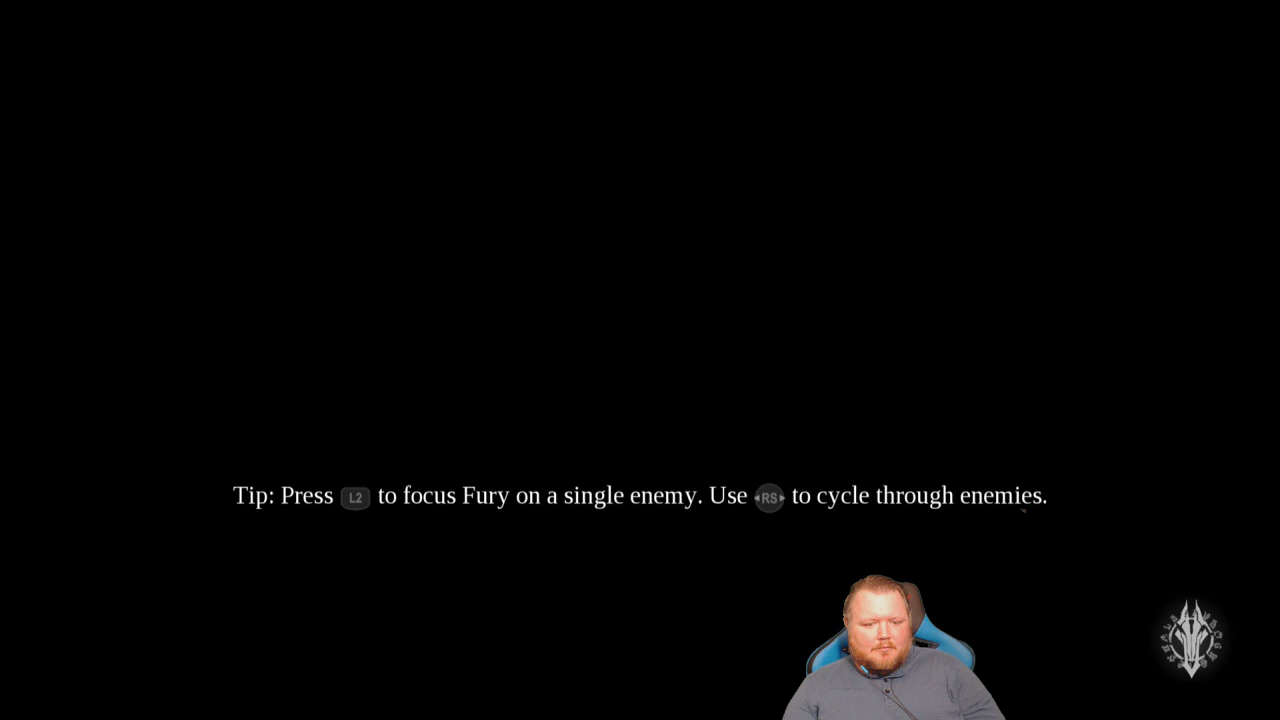 Tip: Press L2 to focus Fury on a single enemy. Use RS to cycle through enemies.